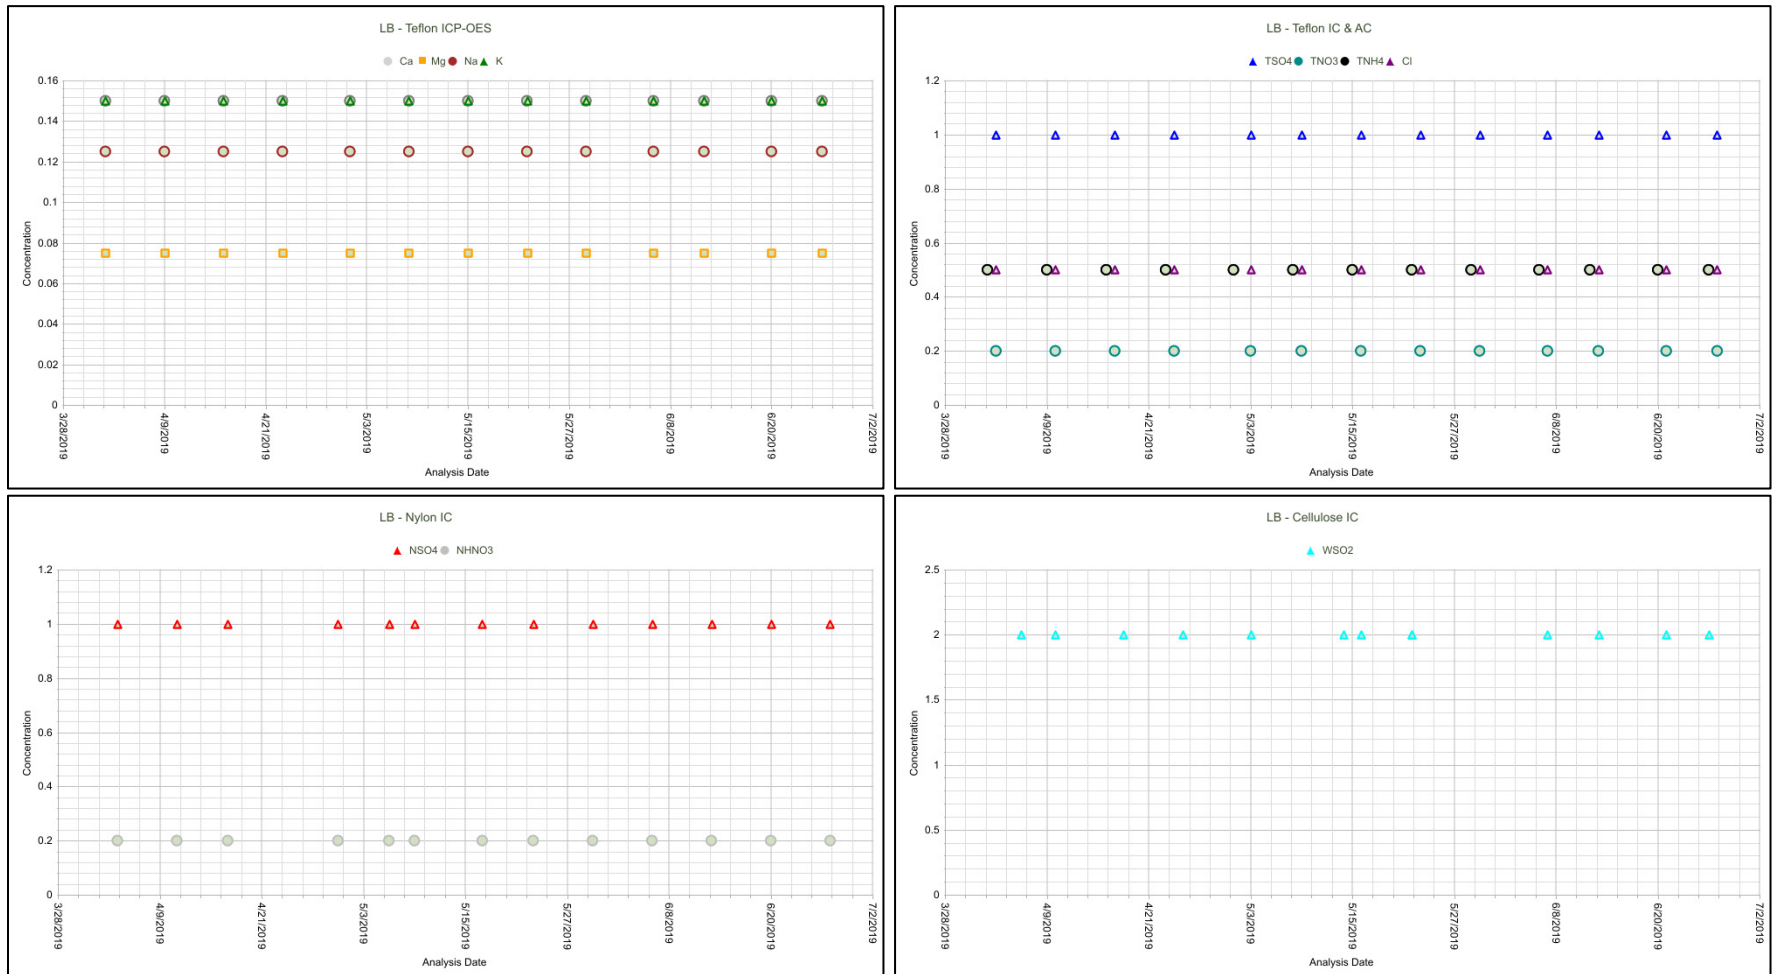 LB - Teflon ICP-OES
Ca Mg Na K
0.16
0.14
0.12
0.1
0.08
0.06
0.04
0.02
0
Concentration
3/28/2019 4/9/2019 4/21/2019 5/3/2019 5/15/2019 5/27/2019 6/8/2019 6/20/2019 7/2/2019
Analysis Date
LB - Teflon IC & AC
TSO4 TNO3 TNH4 Cl
1.2
1
0.8
0.6
0.4
0.2
0
Concentration
3/28/2019 4/9/2019 4/21/2019 5/3/2019 5/15/2019 5/27/2019 6/8/2019 6/20/2019 7/2/2019
Analysis Date
LB - Nylon IC
NSO4 NHNO3
1.2
1
0.8
0.6
0.4
0.2
0
Concentration
3/28/2019 4/9/2019 4/21/2019 5/3/2019 5/15/2019 5/27/2019 6/8/2019 6/20/2019 7/2/2019
Analysis Date
LB - Cellulose IC
WSO2
2.5
2
1.5
1
0.5
0
Concentration
3/28/2019 4/9/2019 4/21/2019 5/3/2019 5/15/2019 5/27/2019 6/8/2019 6/20/2019 7/2/2019
Analysis Date